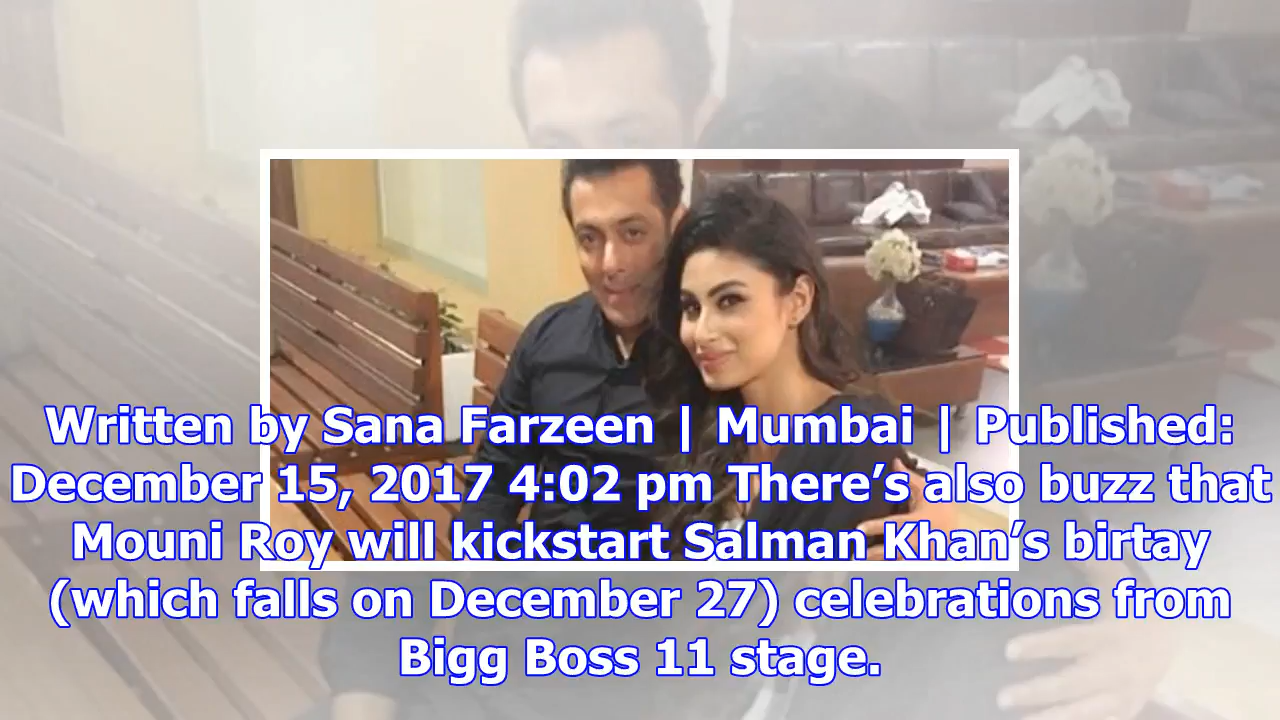 Written by Sana Farzeen | Mumbai | Published:
December 15, 2017 4:02 pm There’s also buzz that
Mouni Roy will kickstart Salman Khan’s birtay
(which falls on December 27) celebrations from
Bigg Boss 11 stage.